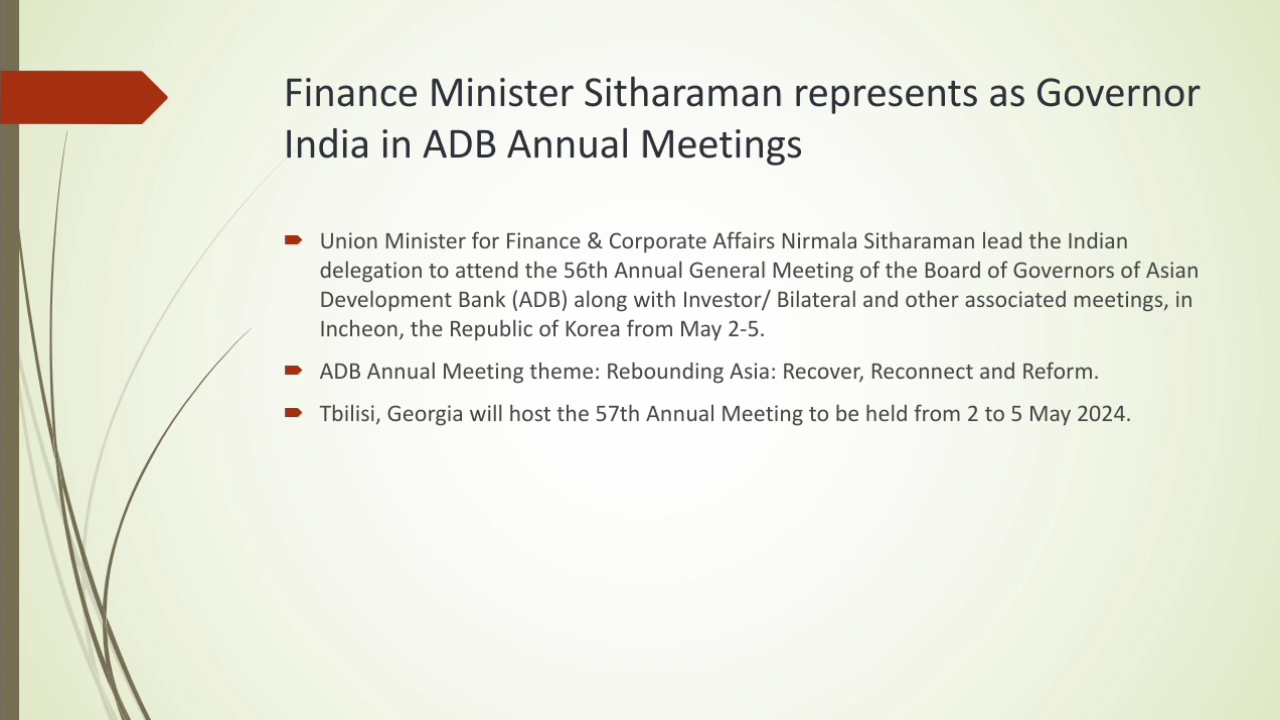 Finance Minister Sitharaman represents as Governor
India in ADB Annual Meetings
Union Minister for Finance & Corporate Affairs Nirmala Sitharaman lead the Indian
delegation to attend the 56th Annual General Meeting of the Board of Governors of Asian
Development Bank (ADB) along with Investor/ Bilateral and other associated meetings, in
Incheon, the Republic of Korea from May 2-5.
ADB Annual Meeting theme: Rebounding Asia: Recover, Reconnect and Reform.
Tbilisi, Georgia will host the 57th Annual Meeting to be held from 2 to 5 May 2024.